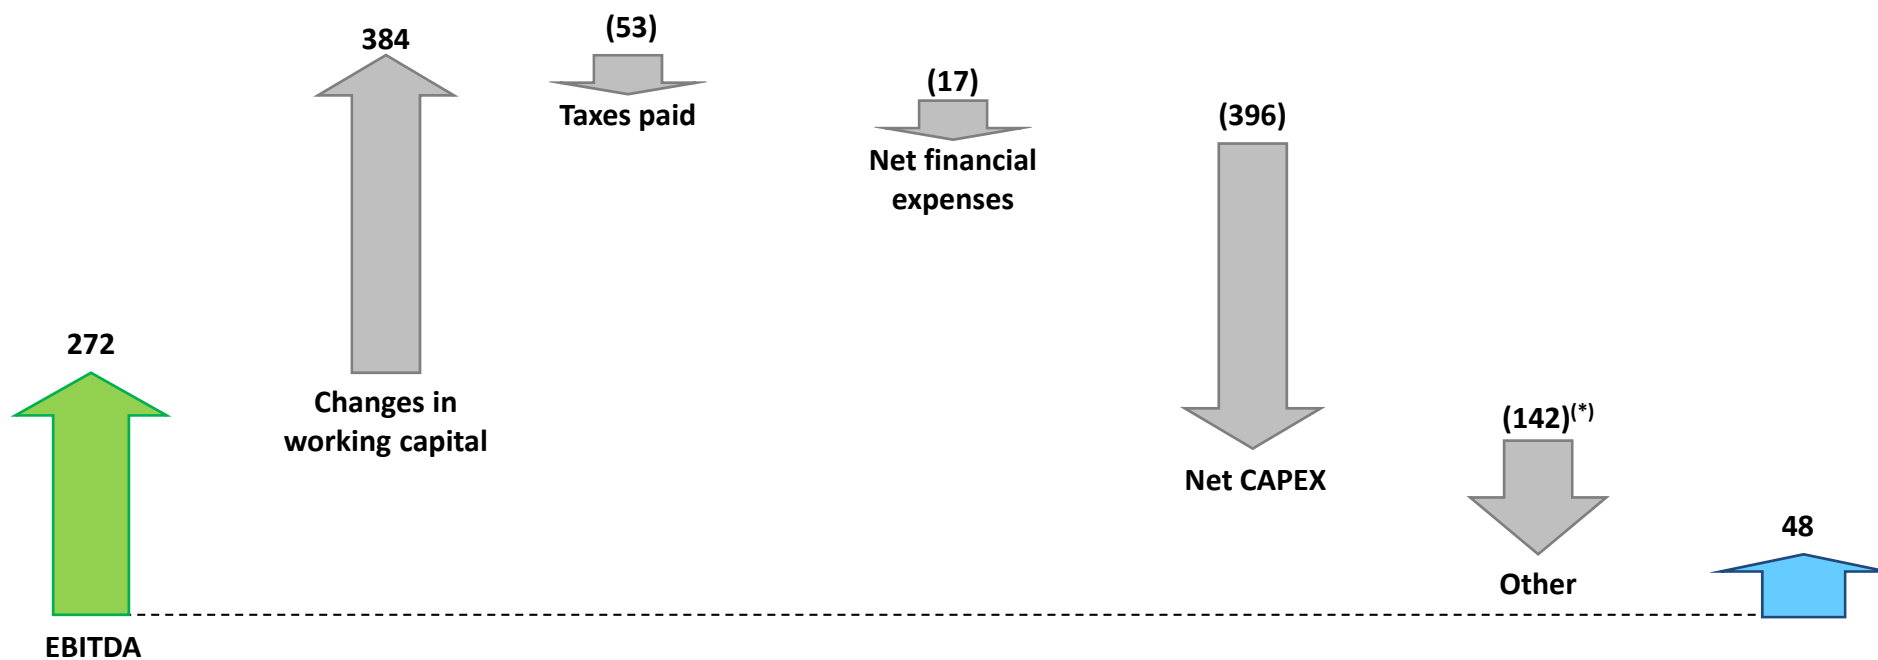 272
EBITDA
384
Changes in
working capital
(53)
Taxes paid
(17)
Net financial
expenses
(396)
Net CAPEX
(142)(*)
Other
48